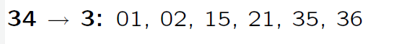 34 → 3: 01, 02, 15, 21, 35, 36